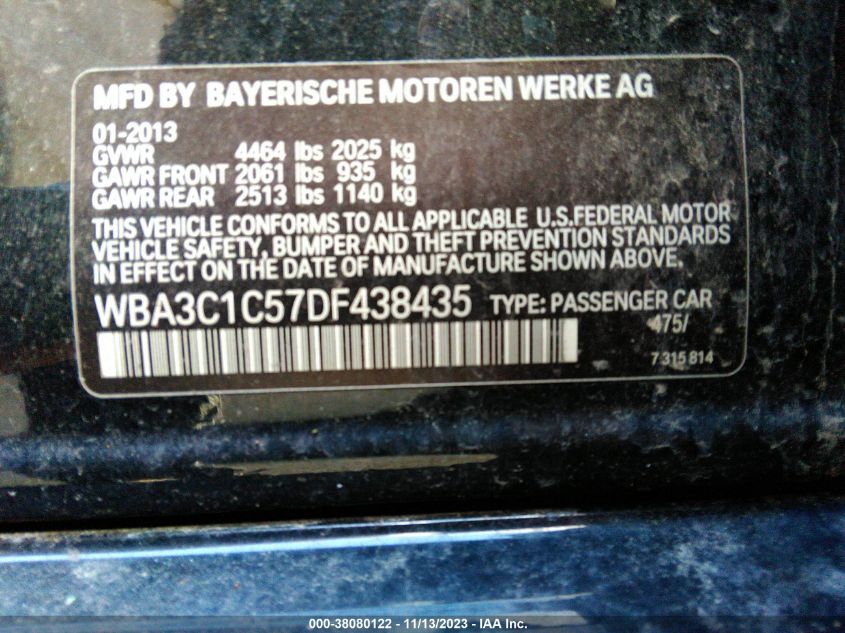 MFD BY BAYERISCHE MOTOREN WERKE AG
01-2013
GVWR 4464 lbs 2025 kg
GAWR FRONT 2061 lbs 935 kg
GAWR REAR 2513 lbs 1140 kg
THIS VEHICLE CONFORMS TO ALL APPLICABLE U.S.FEDERAL MOTOR
VEHICLE SAFETY, BUMPER AND THEFT PREVENTION STANDARDS
IN EFFECT ON THE DATE OF MANUFACTURE SHOWN ABOVE.
WBA3C1C57DF438435 TYPE: PASSENGER CAR
475/
7 315 814
000-38080122 - 11/13/2023 - IAA Inc.